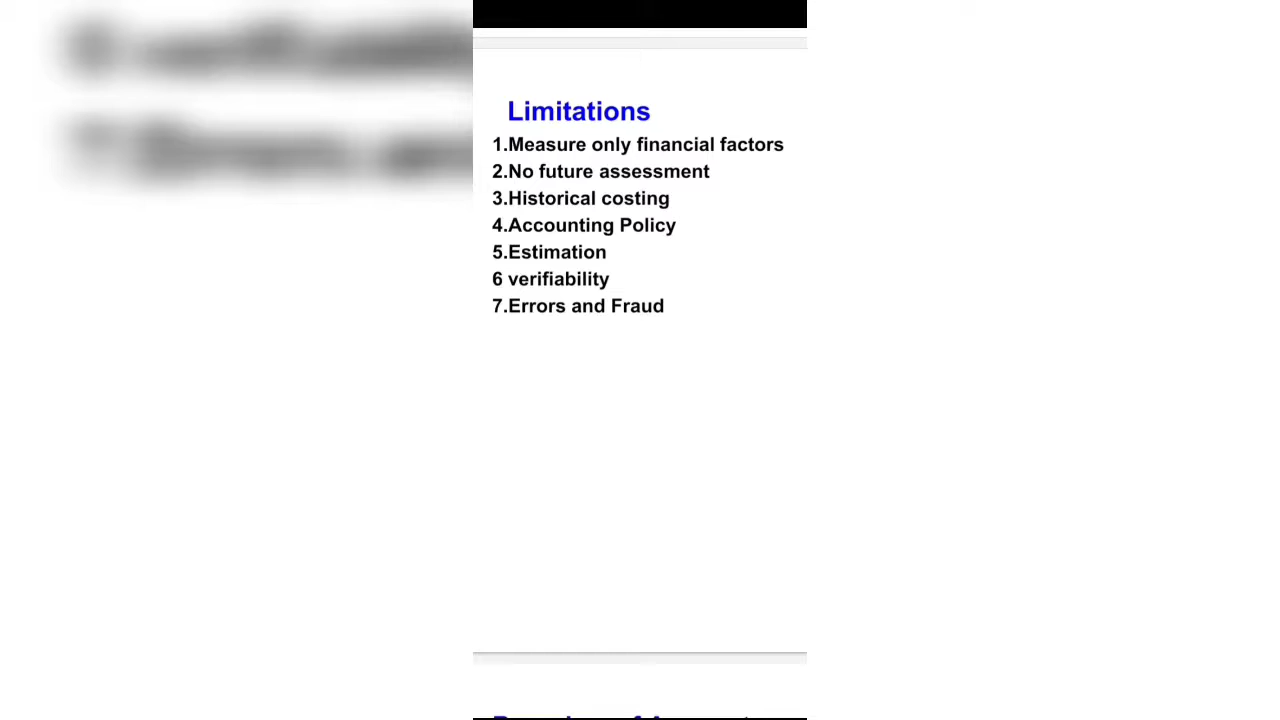 Limitations
1.Measure only financial factors
2.No future assessment
3.Historical costing
4.Accounting Policy
5.Estimation
6 verifiability
7.Errors and Fraud